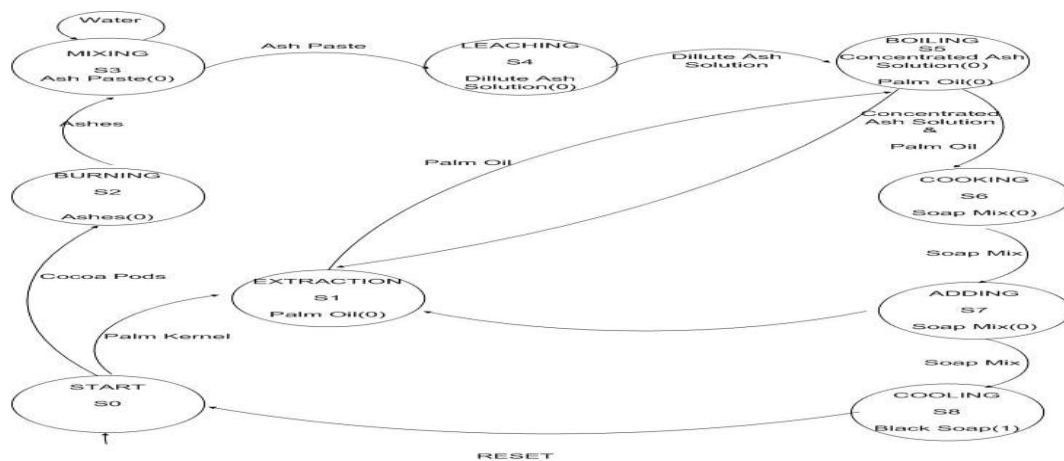 Water
MIXING
S3
Ash Paste(0)
Ash Paste
LEACHING
S4
Dillute Ash
Solution(0)
Dillute Ash
Solution
BOILING
S5
Concentrated Ash
Solution(0)
Palm Oil(0)
Ashes
Concentrated
Ash Solution
&
Palm Oil
Palm Oil
BURNING
S2
Ashes(0)
COOKING
S6
Soap Mix(0)
Cocoa Pods
Soap Mix
EXTRACTION
S1
Palm Oil(0)
ADDING
S7
Soap Mix(0)
Palm Kernel
Soap Mix
START
S0
COOLING
S8
Black Soap(1)
RESET